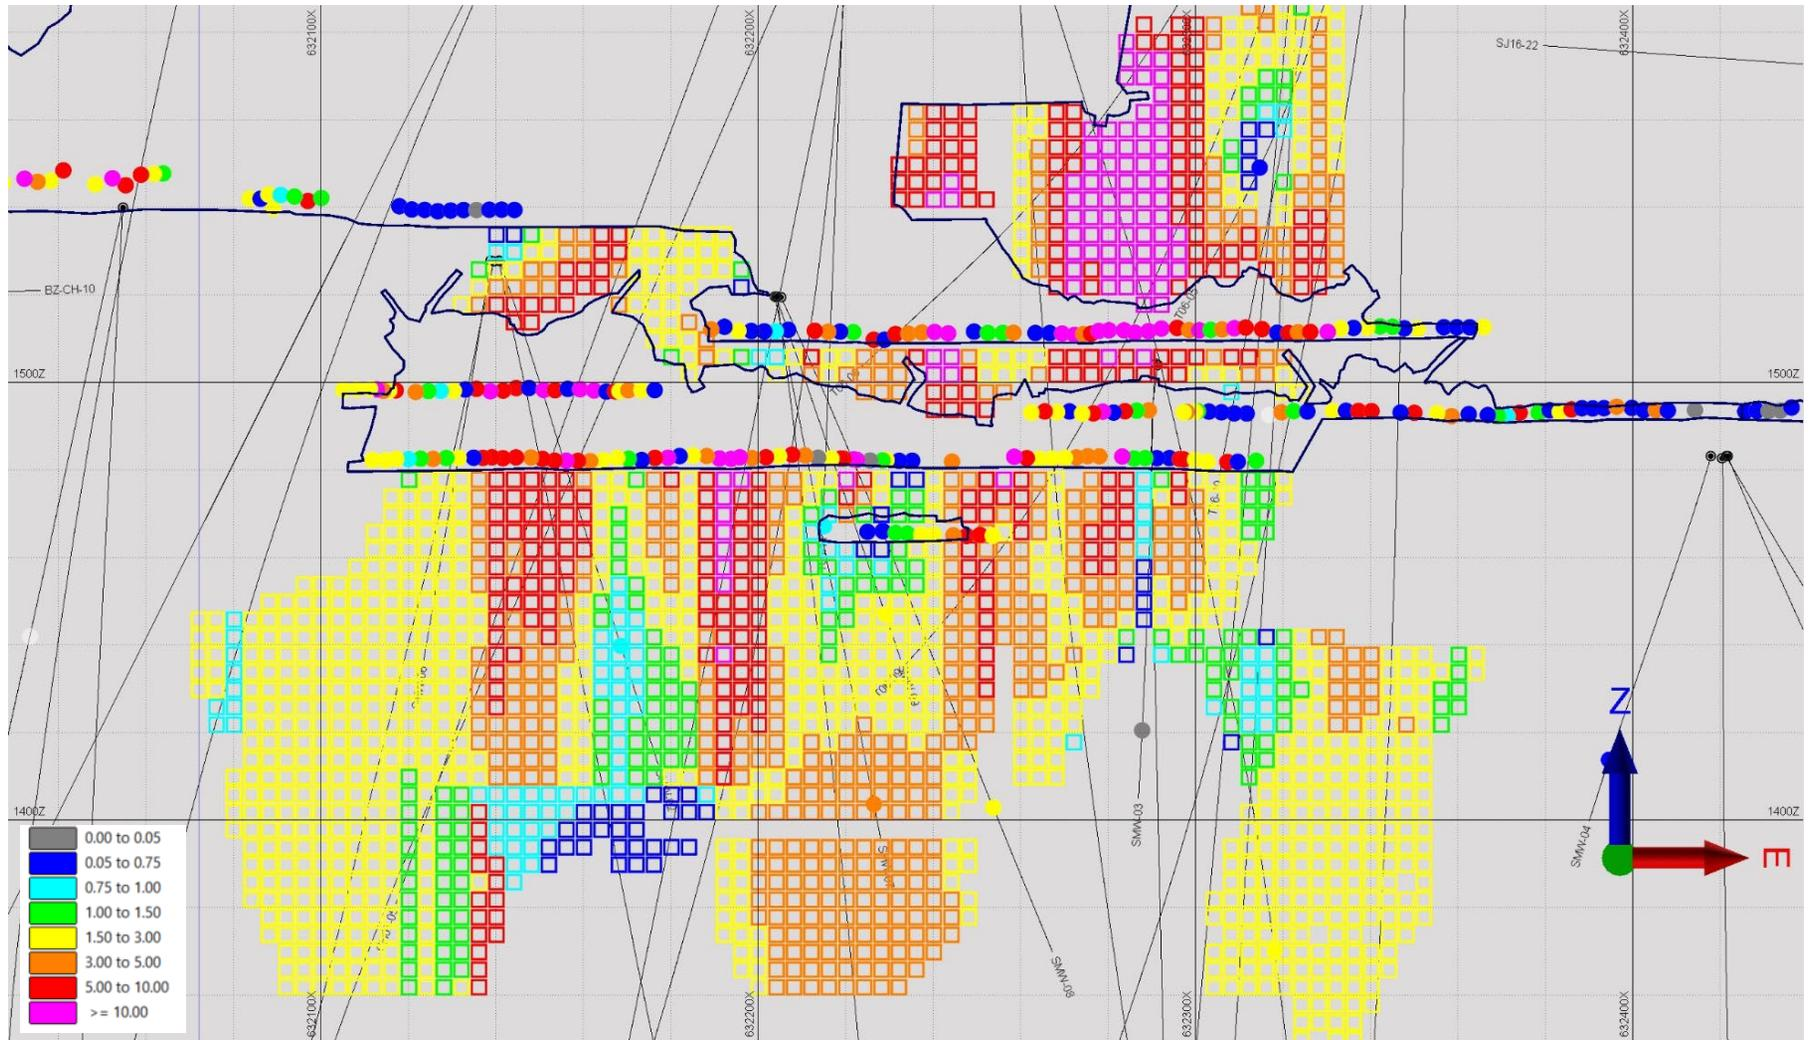 632100X
632200X
632300X
632400X
SJ16-22
BZ-CH-10
T06-05
1500Z
1500Z
Z
1400Z
1400Z
SMW-03
SMW-04
E
0.00 to 0.05
0.05 to 0.75
0.75 to 1.00
1.00 to 1.50
1.50 to 3.00
3.00 to 5.00
5.00 to 10.00
>= 10.00
SMW-08
632100X
632200X
632300X
632400X